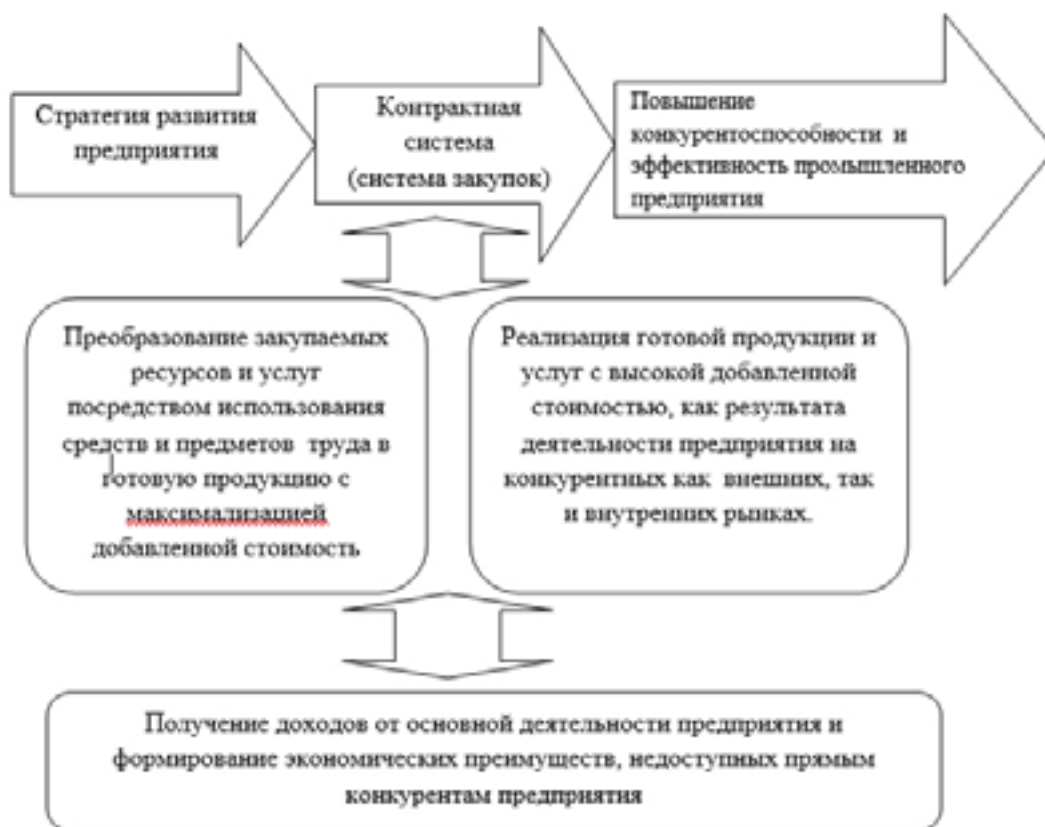 Стратегия развития
предприятия
Контрактная
система
(система закупок)
Повышение
конкурентоспособности и
эффективность промышленного
предприятия
Преобразование закупаемых
ресурсов и услуг
посредством использования
средств и предметов труда в
готовую продукцию с
максимализацией
добавленной стоимость
Реализация готовой продукции и
услуг с высокой добавленной
стоимостью, как результата
деятельности предприятия на
конкурентных как внешних, так
и внутренних рынках.
Получение доходов от основной деятельности предприятия и
формирование экономических преимуществ, недоступных прямым
конкурентам предприятия